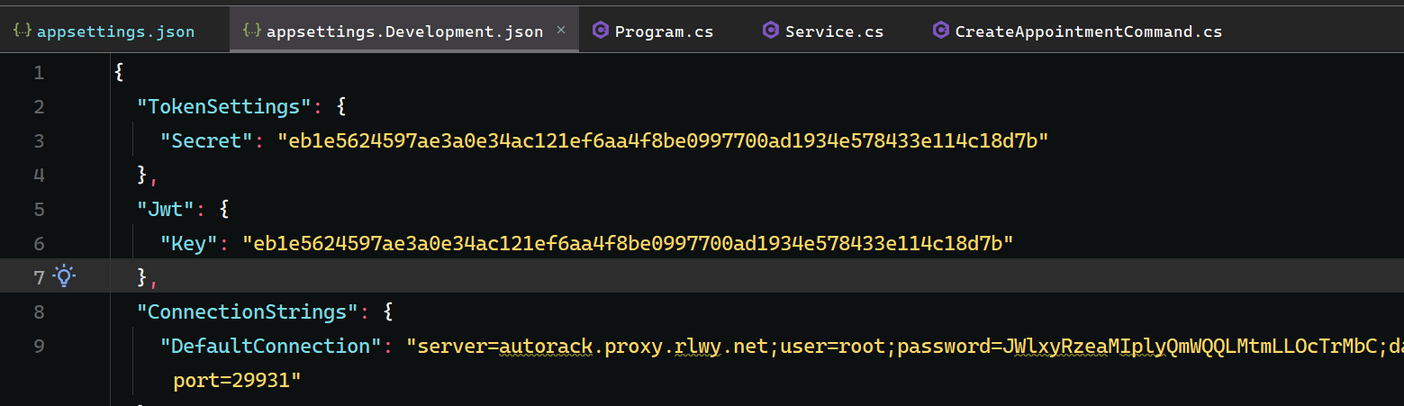 appsettings.json appsettings.Development.json × Program.cs Service.cs CreateAppointmentCommand.cs
1 {
2 "TokenSettings": {
3 "Secret": "eb1e5624597ae3a0e34ac121ef6aa4f8be0997700ad1934e578433e114c18d7b"
4 },
5 "Jwt": {
6 "Key": "eb1e5624597ae3a0e34ac121ef6aa4f8be0997700ad1934e578433e114c18d7b"
7 },
8 "ConnectionStrings": {
9 "DefaultConnection": "server=autorack.proxy.rlwy.net;user=root;password=JWlxyRzeaMIplyQmWQQLMtmLLOcTrMbC;da
port=29931"